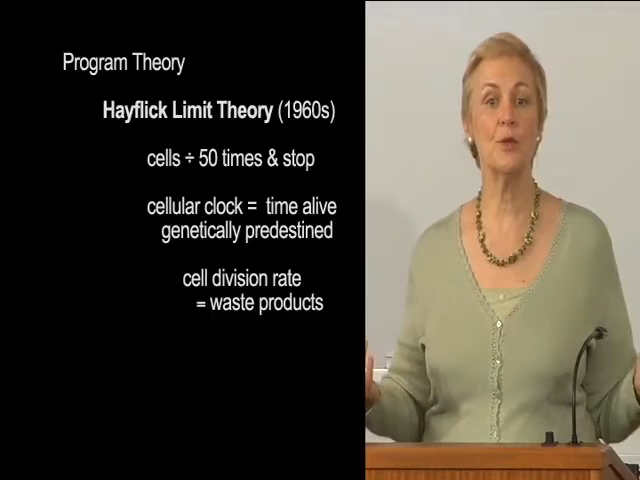 Program Theory
Hayflick Limit Theory (1960s)
cells ÷ 50 times & stop
cellular clock = time alive
genetically predestined
cell division rate
= waste products